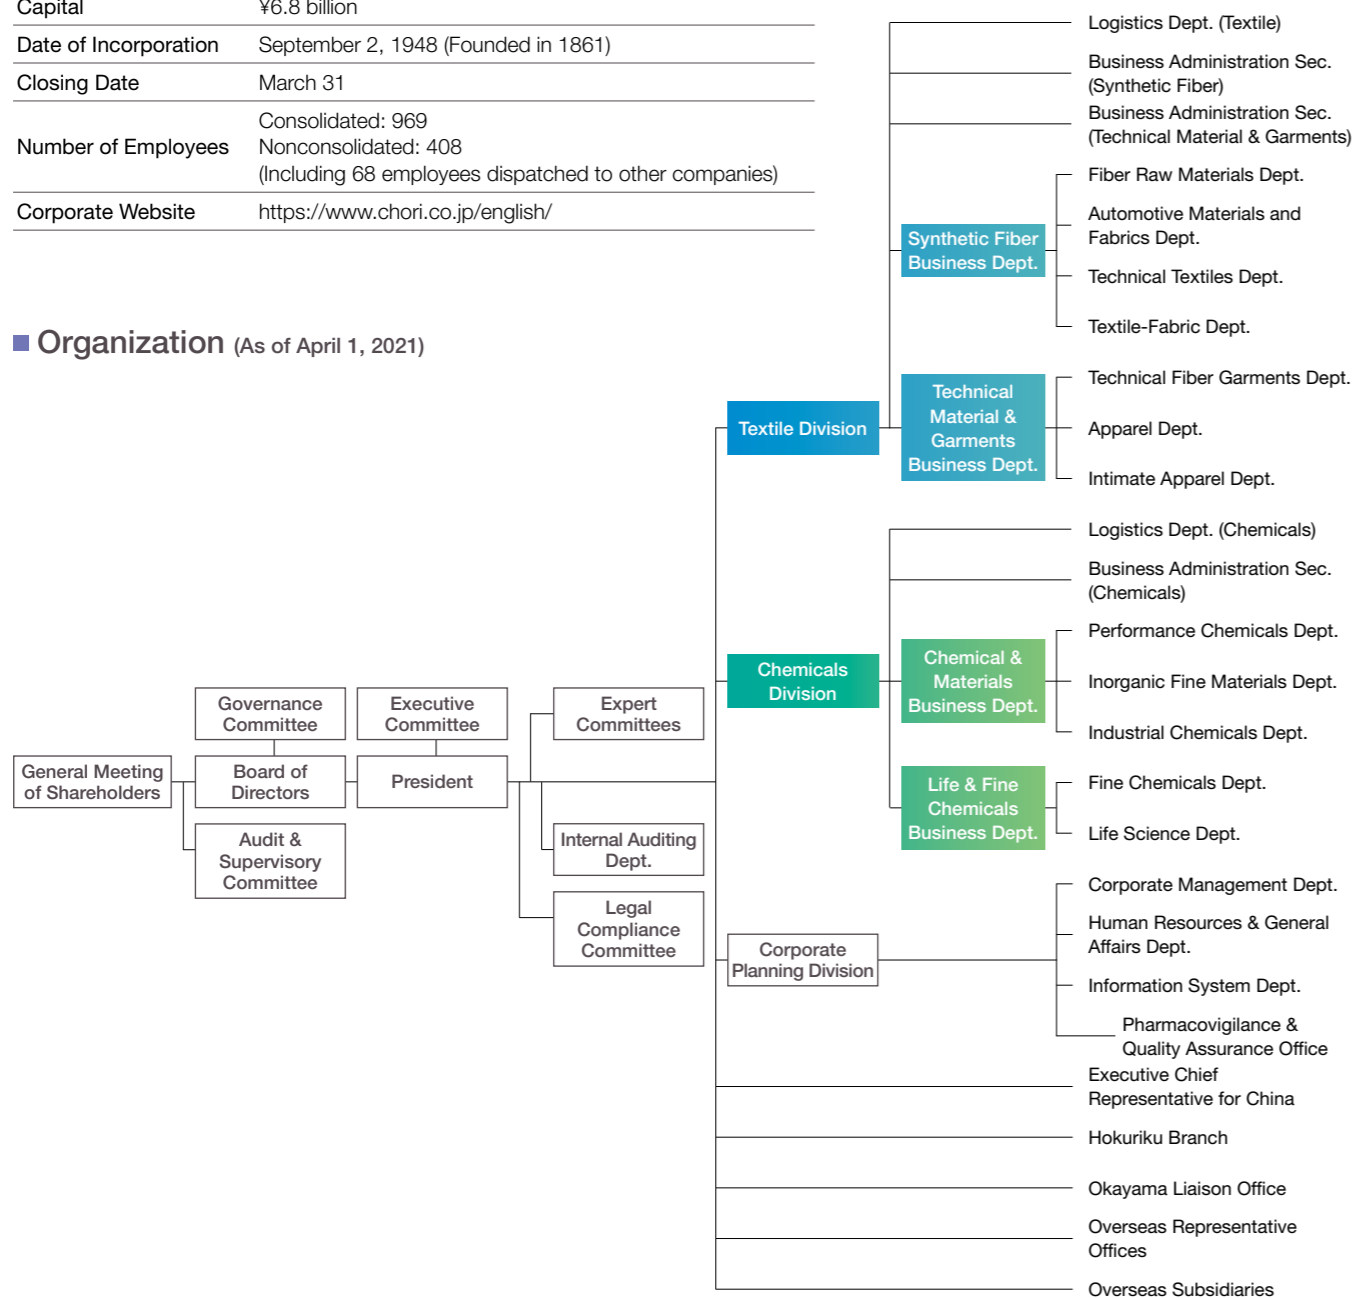 Capital ¥6.8 billion
Date of Incorporation September 2, 1948 (Founded in 1861)
Closing Date March 31
Number of Employees
Consolidated: 969
Nonconsolidated: 408
(Including 68 employees dispatched to other companies)
Corporate Website https://www.chori.co.jp/english/
Organization (As of April 1, 2021)
General Meeting
of Shareholders
Governance
Committee
Board of
Directors
Audit &
Supervisory
Committee
Executive
Committee
President
Expert
Committees
Internal Auditing
Dept.
Legal
Compliance
Committee
Textile Division
Logistics Dept. (Textile)
Business Administration Sec.
(Synthetic Fiber)
Business Administration Sec.
(Technical Material & Garments)
Synthetic Fiber
Business Dept.
Fiber Raw Materials Dept.
Automotive Materials and
Fabrics Dept.
Technical Textiles Dept.
Textile-Fabric Dept.
Technical
Material &
Garments
Business Dept.
Technical Fiber Garments Dept.
Apparel Dept.
Intimate Apparel Dept.
Chemicals
Division
Logistics Dept. (Chemicals)
Business Administration Sec.
(Chemicals)
Chemical &
Materials
Business Dept.
Performance Chemicals Dept.
Inorganic Fine Materials Dept.
Industrial Chemicals Dept.
Life & Fine
Chemicals
Business Dept.
Fine Chemicals Dept.
Life Science Dept.
Corporate
Planning Division
Corporate Management Dept.
Human Resources & General
Affairs Dept.
Information System Dept.
Pharmacovigilance &
Quality Assurance Office
Executive Chief
Representative for China
Hokuriku Branch
Okayama Liaison Office
Overseas Representative
Offices
Overseas Subsidiaries